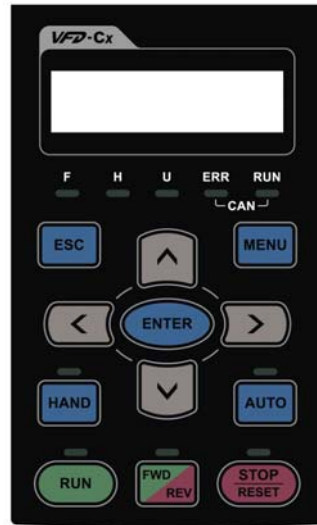 VFD-Cx
F H U ERR RUN
CAN
ESC MENU
ENTER
HAND AUTO
RUN FWD REV STOP RESET